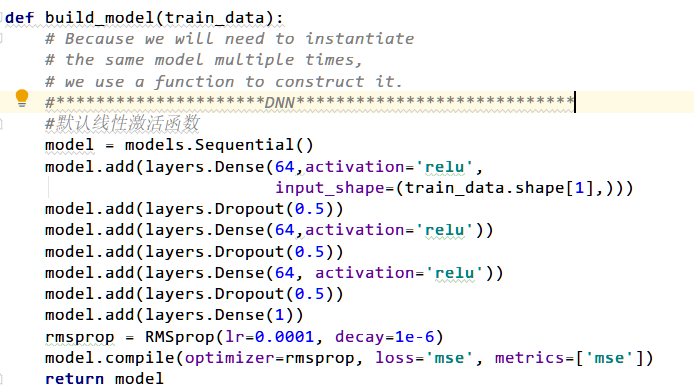 def build_model(train_data):
    # Because we will need to instantiate
    # the same model multiple times,
    # we use a function to construct it.
    #*********************DNN****************************
    #默认线性激活函数
    model = models.Sequential()
    model.add(layers.Dense(64,activation='relu',
                           input_shape=(train_data.shape[1],)))
    model.add(layers.Dropout(0.5))
    model.add(layers.Dense(64,activation='relu'))
    model.add(layers.Dropout(0.5))
    model.add(layers.Dense(64, activation='relu'))
    model.add(layers.Dropout(0.5))
    model.add(layers.Dense(1))
    rmsprop = RMSprop(lr=0.0001, decay=1e-6)
    model.compile(optimizer=rmsprop, loss='mse', metrics=['mse'])
    return model